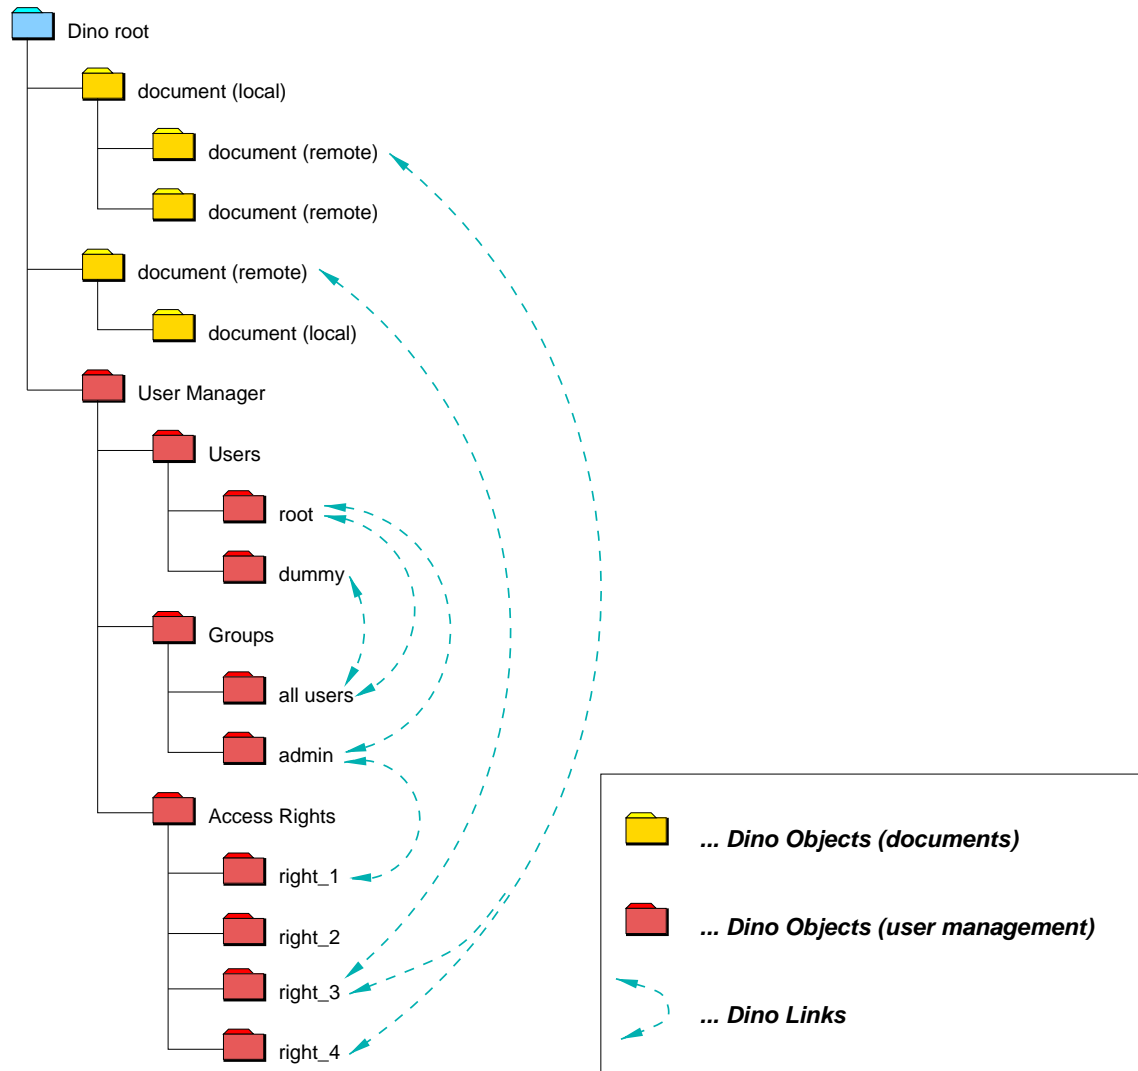 Dino root
document (local)
document (remote)
document (remote)
document (remote)
document (local)
User Manager
Users
root
dummy
Groups
all users
admin
Access Rights
right_1
right_2
right_3
right_4
... Dino Objects (documents)
... Dino Objects (user management)
... Dino Links